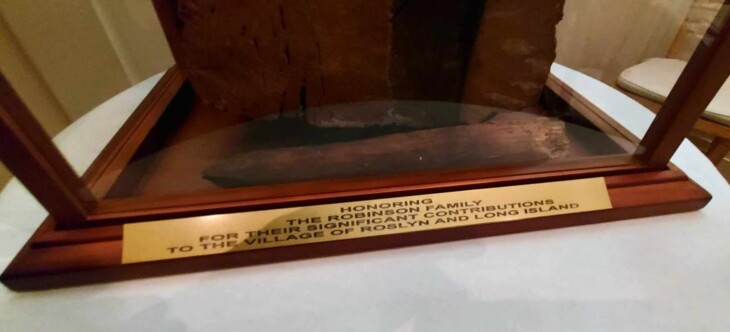 HONORING
THE ROBINSON FAMILY
FOR THEIR SIGNIFICANT CONTRIBUTIONS
TO THE VILLAGE OF ROSLYN AND LONG ISLAND